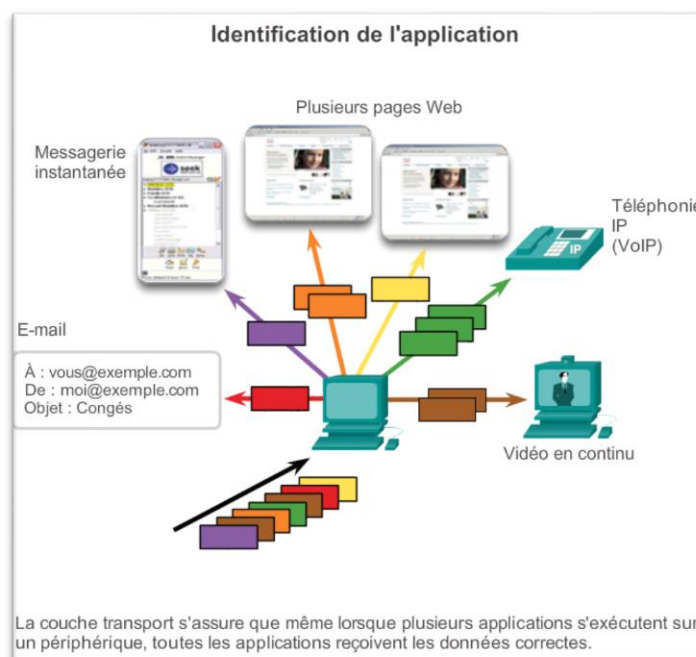 Identification de l'application
Plusieurs pages Web
Messagerie
instantanée
seek
Téléphonie
IP
(VoIP)
IP
E-mail
À : vous@exemple.com
De : moi@exemple.com
Objet : Congés
Vidéo en continu
La couche transport s'assure que même lorsque plusieurs applications s'exécutent sur
un périphérique, toutes les applications reçoivent les données correctes.